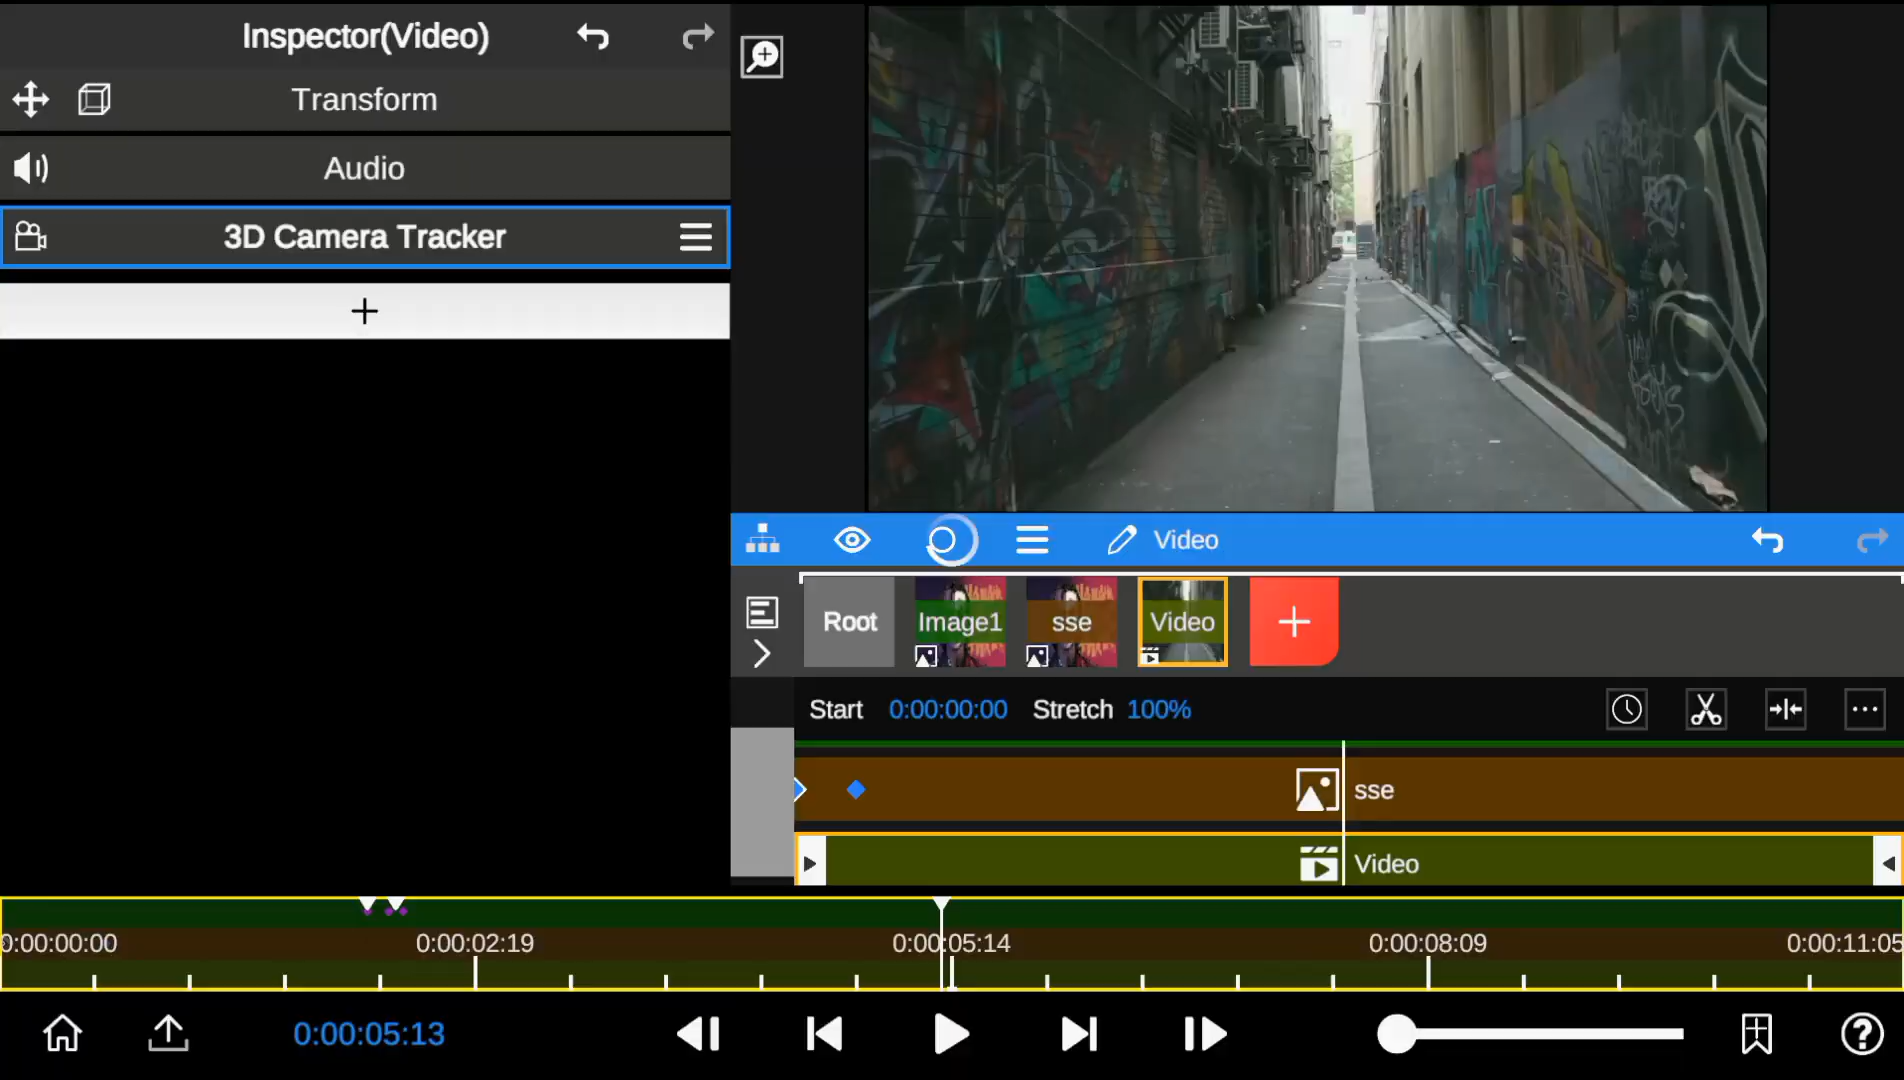 Inspector(Video)
Transform
Audio
3D Camera Tracker
+
Video
Root
Image1
sse
Video
+
Start 0:00:00:00 Stretch 100%
sse
Video
0:00:00:00
0:00:02:19
0:00:05:14
0:00:08:09
0:00:11:05
0:00:05:13